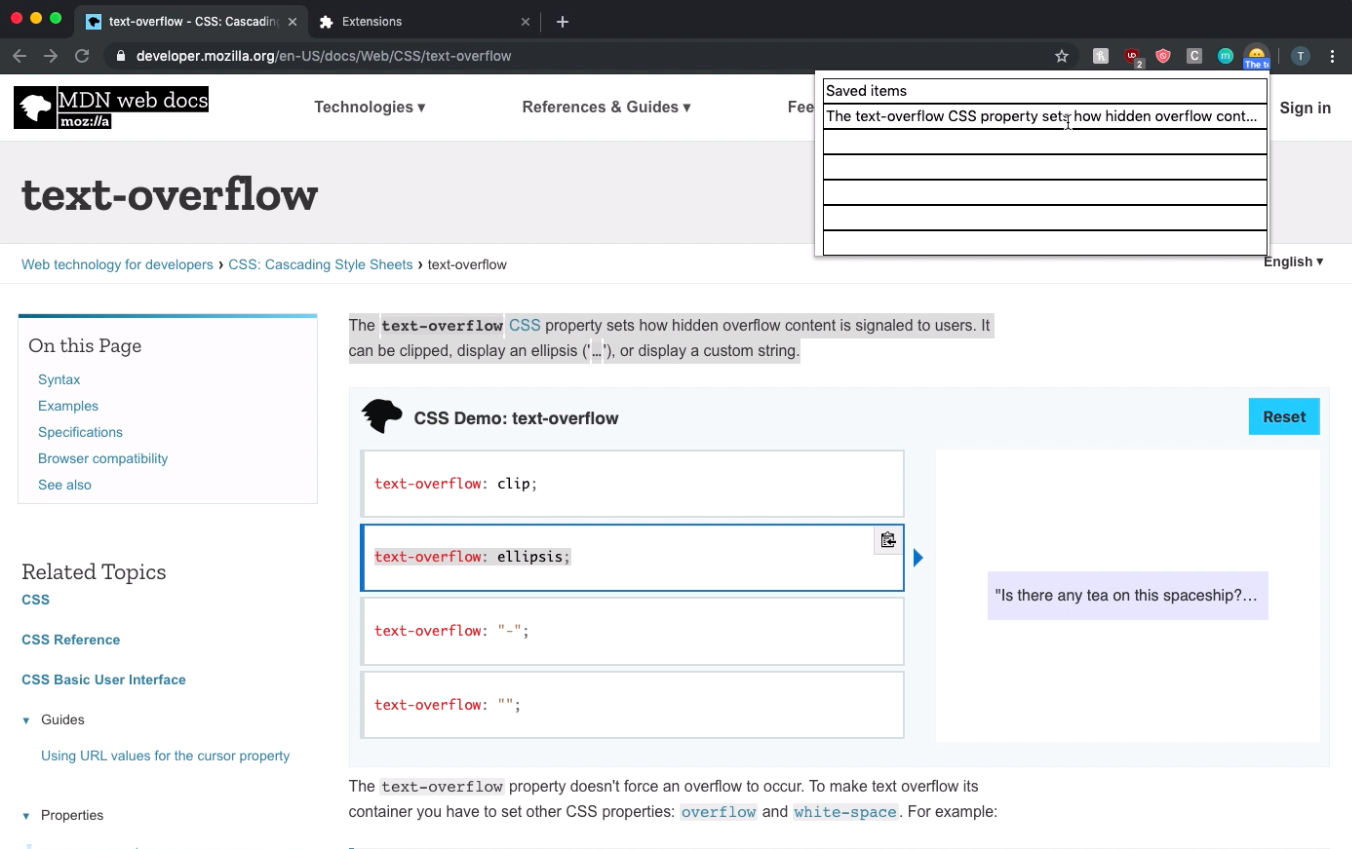 text-overflow - CSS: Cascading
Extensions
developer.mozilla.org/en-US/docs/Web/CSS/text-overflow
2
The te
T
MDN web docs
moz://a
Technologies ▾
References & Guides ▾
Fee
Sign in
Saved items
The text-overflow CSS property sets how hidden overflow cont...
text-overflow
Web technology for developers › CSS: Cascading Style Sheets › text-overflow
English ▾
On this Page
Syntax
Examples
Specifications
Browser compatibility
See also
Related Topics
CSS
CSS Reference
CSS Basic User Interface
▾ Guides
Using URL values for the cursor property
▾ Properties
The text-overflow CSS property sets how hidden overflow content is signaled to users. It
can be clipped, display an ellipsis ('…'), or display a custom string.
CSS Demo: text-overflow
Reset
text-overflow: clip;
text-overflow: ellipsis;
text-overflow: "-";
text-overflow: "";
"Is there any tea on this spaceship?…
The text-overflow property doesn't force an overflow to occur. To make text overflow its
container you have to set other CSS properties: overflow and white-space. For example: